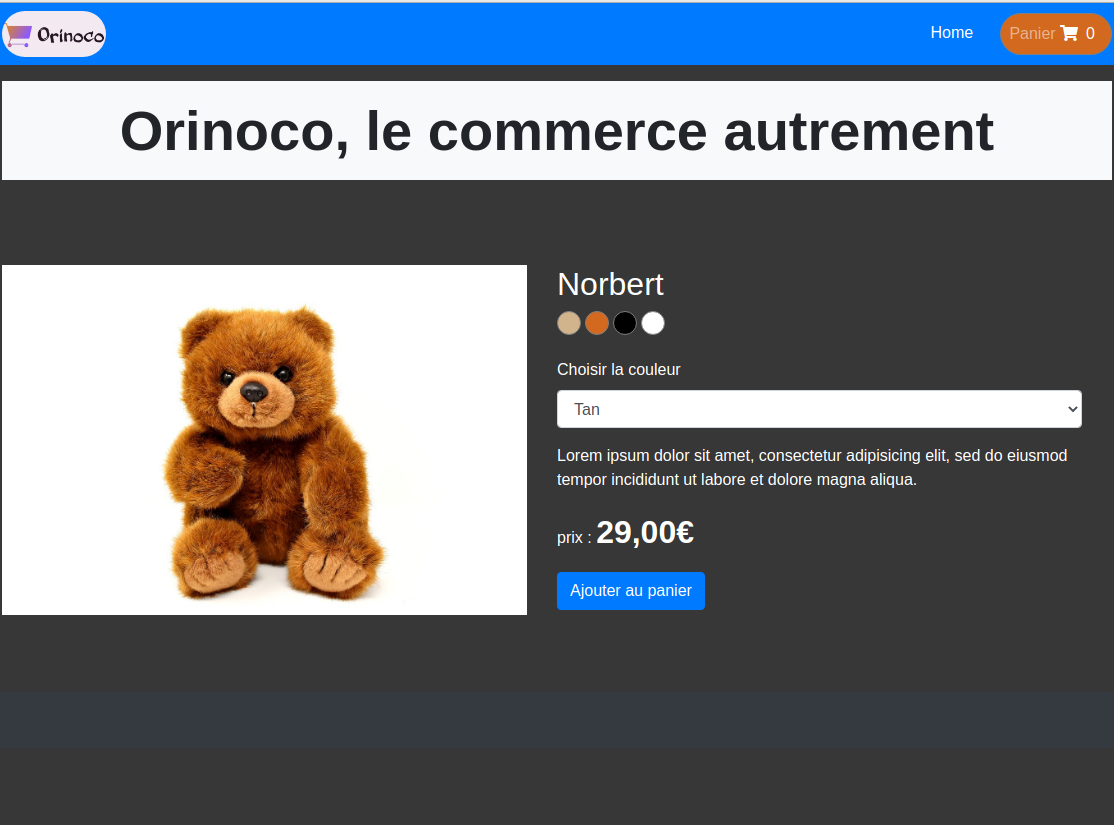 Orinoco
Home
Panier 0
Orinoco, le commerce autrement
Norbert
Choisir la couleur
Tan
Lorem ipsum dolor sit amet, consectetur adipisicing elit, sed do eiusmod
tempor incididunt ut labore et dolore magna aliqua.
prix : 29,00€
Ajouter au panier